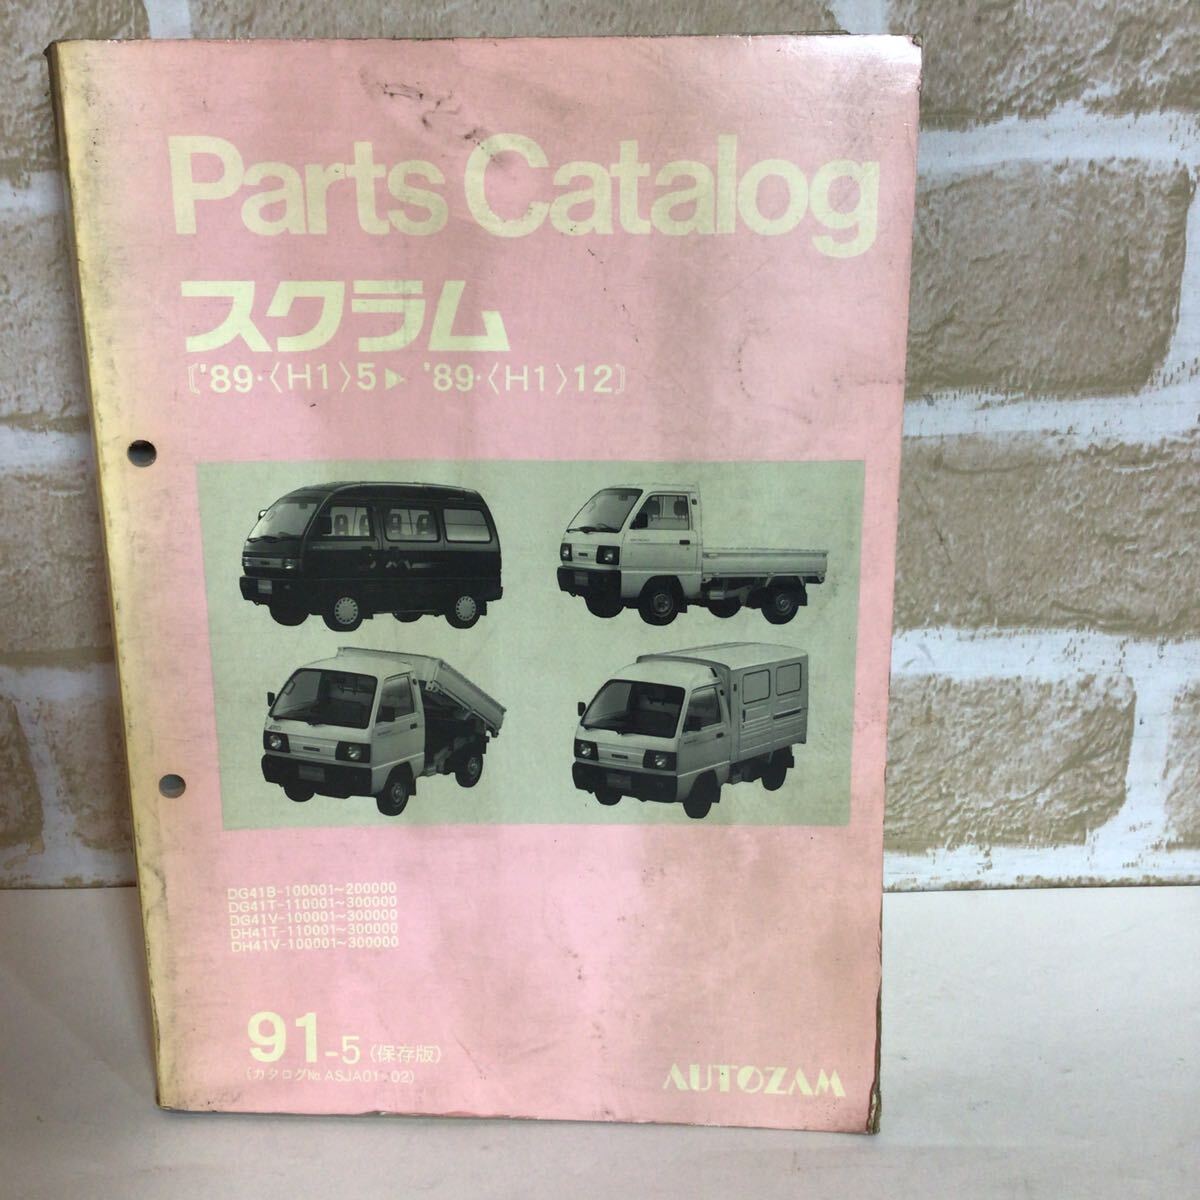 Parts Catalog
スクラム
〔'89・〈H1〉5▶ '89・〈H1〉12〕
DG41B-100001~200000
DG41T-110001~300000
DG41V-100001~300000
DH41T-110001~300000
DH41V-100001~300000
91-5（保存版）
（カタログ№ ASJA01-02）
AUTOZAM